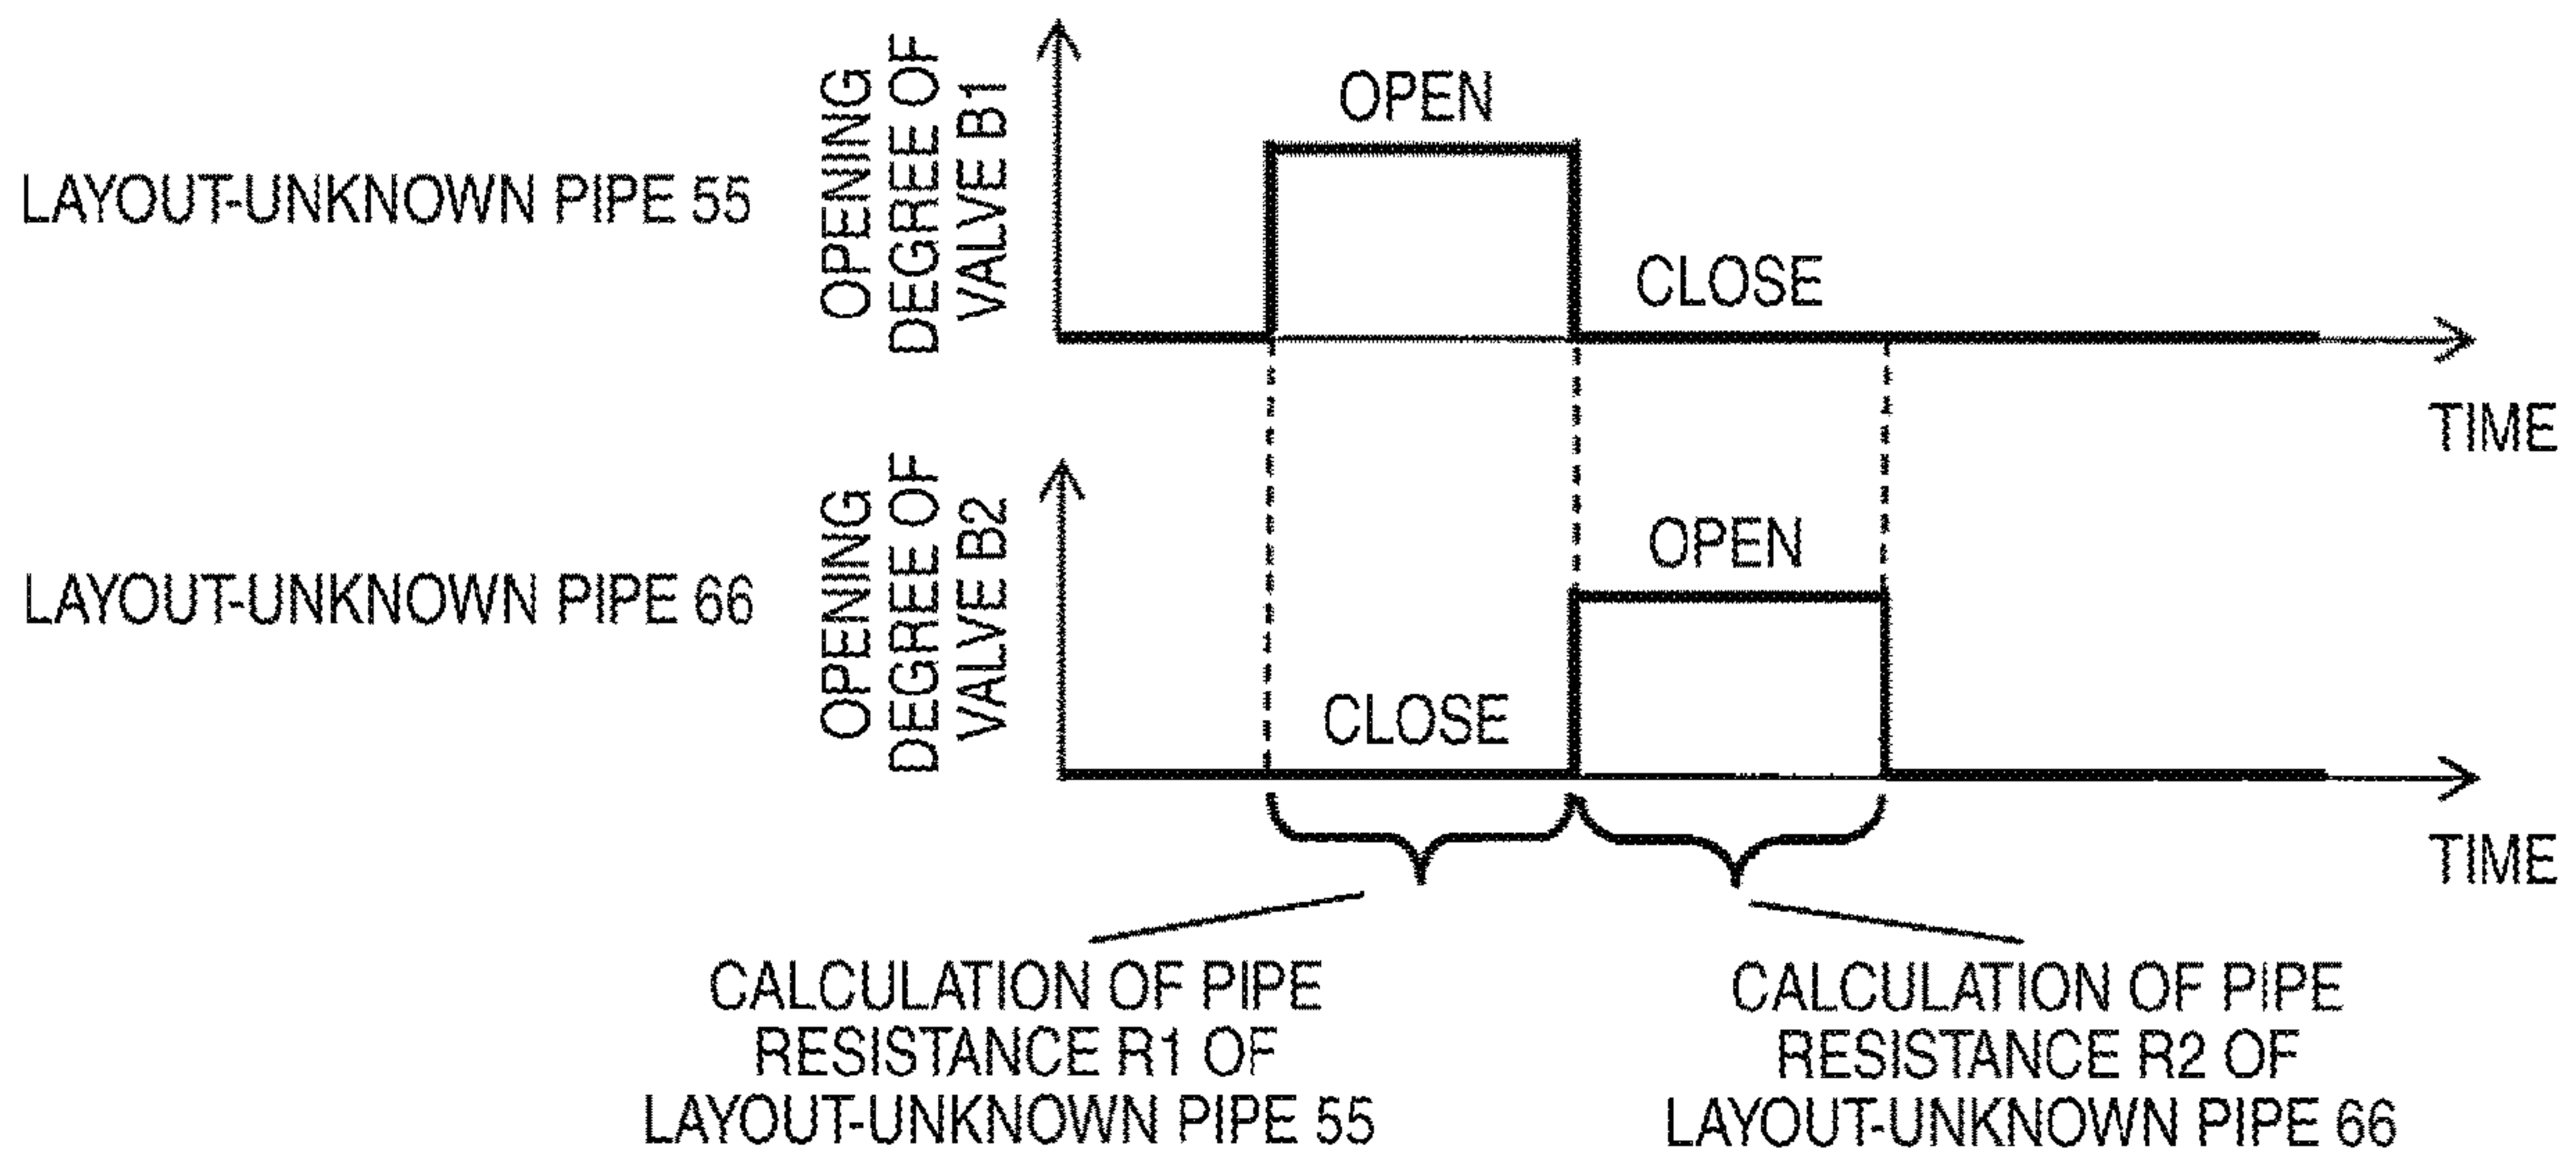 LAYOUT-UNKNOWN PIPE 55
OPENING
DEGREE OF
VALVE B1
OPEN
CLOSE
TIME
LAYOUT-UNKNOWN PIPE 66
OPENING
DEGREE OF
VALVE B2
CLOSE
OPEN
TIME
CALCULATION OF PIPE
RESISTANCE R1 OF
LAYOUT-UNKNOWN PIPE 55
CALCULATION OF PIPE
RESISTANCE R2 OF
LAYOUT-UNKNOWN PIPE 66